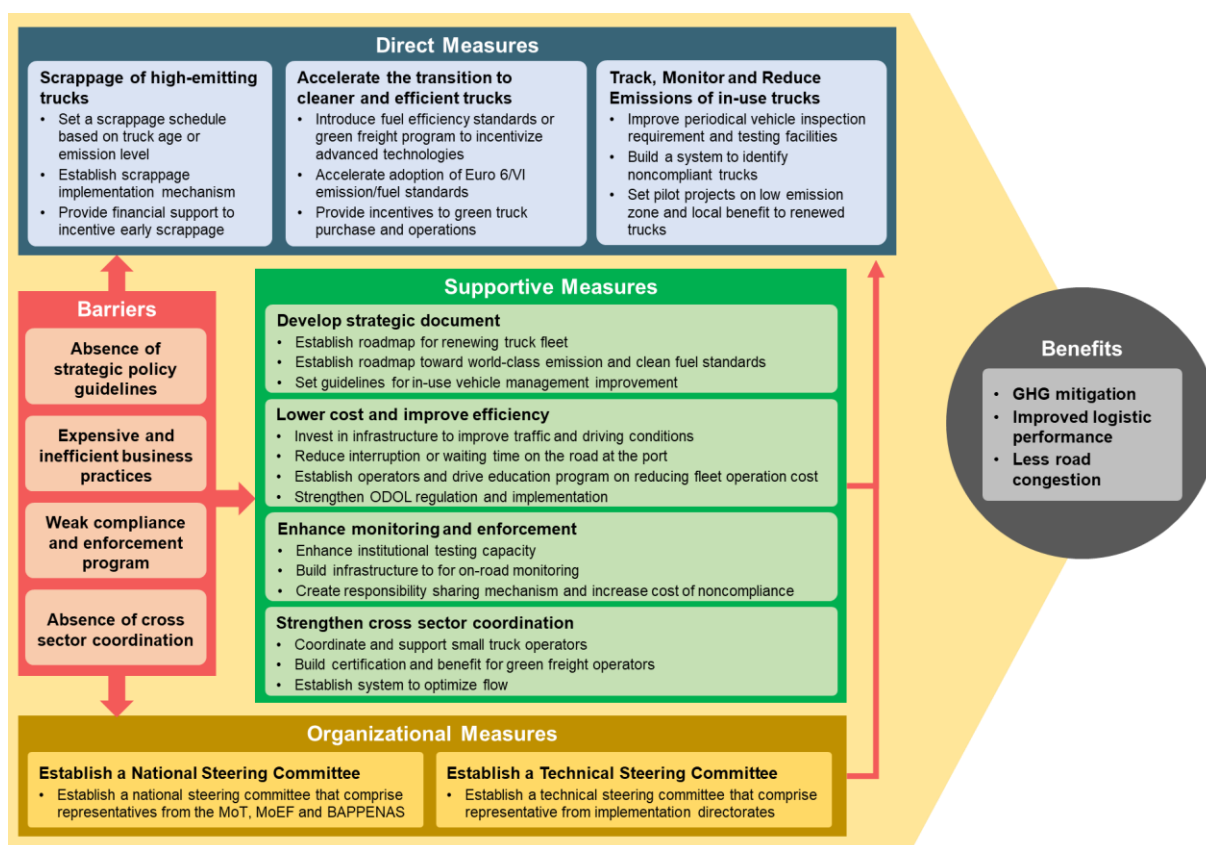 Direct Measures
Scrappage of high-emitting
trucks
• Set a scrappage schedule
based on truck age or
emission level
• Establish scrappage
implementation mechanism
• Provide financial support to
incentive early scrappage
Accelerate the transition to
cleaner and efficient trucks
• Introduce fuel efficiency standards or
green freight program to incentivize
advanced technologies
• Accelerate adoption of Euro 6/VI
emission/fuel standards
• Provide incentives to green truck
purchase and operations
Track, Monitor and Reduce
Emissions of in-use trucks
• Improve periodical vehicle inspection
requirement and testing facilities
• Build a system to identify
noncompliant trucks
• Set pilot projects on low emission
zone and local benefit to renewed
trucks
Barriers
Absence of
strategic policy
guidelines
Expensive and
inefficient business
practices
Weak compliance
and enforcement
program
Absence of cross
sector coordination
Supportive Measures
Develop strategic document
• Establish roadmap for renewing truck fleet
• Establish roadmap toward world-class emission and clean fuel standards
• Set guidelines for in-use vehicle management improvement
Lower cost and improve efficiency
• Invest in infrastructure to improve traffic and driving conditions
• Reduce interruption or waiting time on the road at the port
• Establish operators and drive education program on reducing fleet operation cost
• Strengthen ODOL regulation and implementation
Enhance monitoring and enforcement
• Enhance institutional testing capacity
• Build infrastructure to for on-road monitoring
• Create responsibility sharing mechanism and increase cost of noncompliance
Strengthen cross sector coordination
• Coordinate and support small truck operators
• Build certification and benefit for green freight operators
• Establish system to optimize flow
Benefits
• GHG mitigation
• Improved logistic
performance
• Less road
congestion
Organizational Measures
Establish a National Steering Committee
• Establish a national steering committee that comprise
representatives from the MoT, MoEF and BAPPENAS
Establish a Technical Steering Committee
• Establish a technical steering committee that comprise
representative from implementation directorates